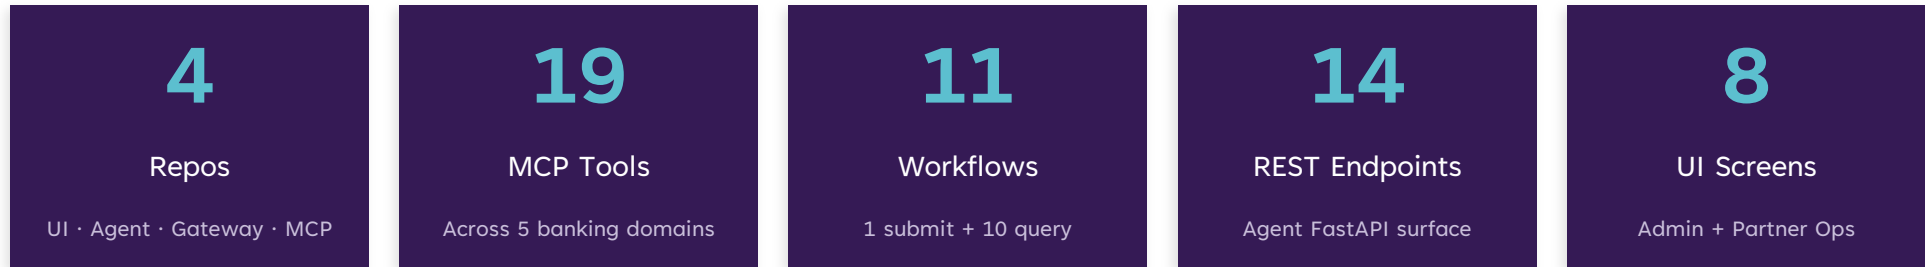 4
Repos
UI · Agent · Gateway · MCP
19
MCP Tools
Across 5 banking domains
11
Workflows
1 submit + 10 query
14
REST Endpoints
Agent FastAPI surface
8
UI Screens
Admin + Partner Ops